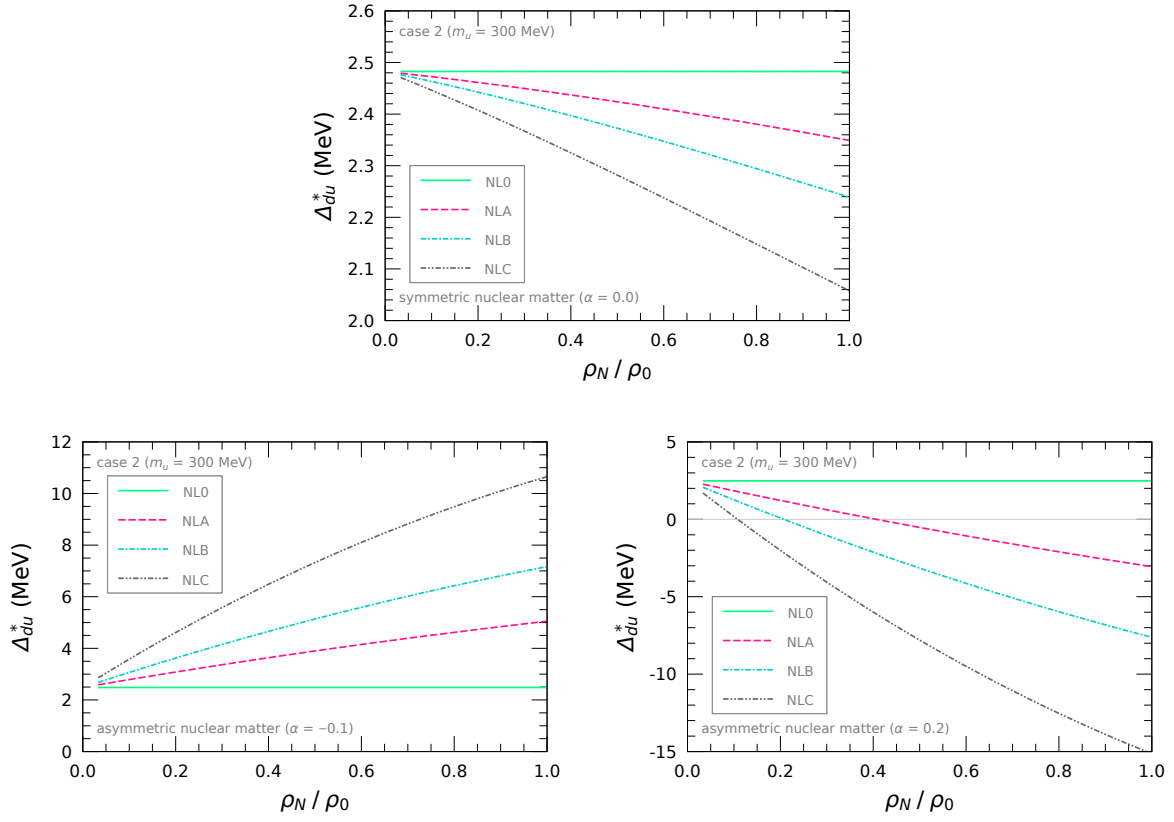 2.6
case 2 (m_u = 300 MeV)
2.5
2.4
2.3
2.2
2.1
2.0
Δ*_du (MeV)
NL0
NLA
NLB
NLC
symmetric nuclear matter (α = 0.0)
0.0 0.2 0.4 0.6 0.8 1.0
ρ_N / ρ_0
12
10
8
6
4
2
0
Δ*_du (MeV)
case 2 (m_u = 300 MeV)
NL0
NLA
NLB
NLC
asymmetric nuclear matter (α = −0.1)
0.0 0.2 0.4 0.6 0.8 1.0
ρ_N / ρ_0
5
0
-5
-10
-15
Δ*_du (MeV)
case 2 (m_u = 300 MeV)
NL0
NLA
NLB
NLC
asymmetric nuclear matter (α = 0.2)
0.0 0.2 0.4 0.6 0.8 1.0
ρ_N / ρ_0